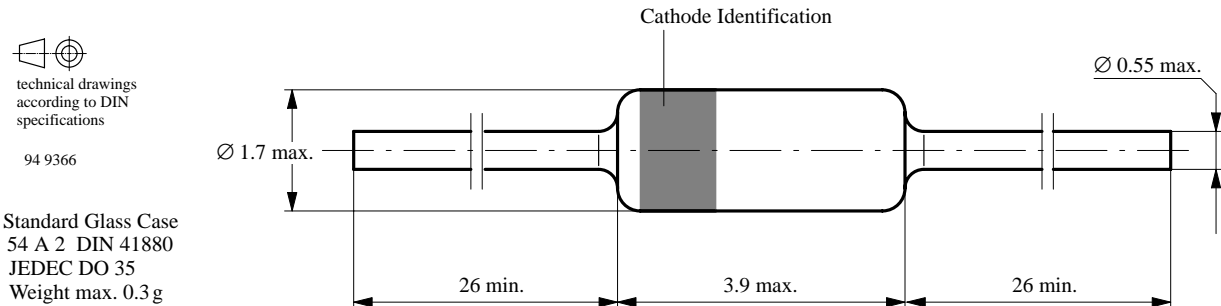 Cathode Identification
technical drawings
according to DIN
specifications
94 9366
∅ 0.55 max.
∅ 1.7 max.
Standard Glass Case
54 A 2 DIN 41880
JEDEC DO 35
Weight max. 0.3 g
26 min.
3.9 max.
26 min.